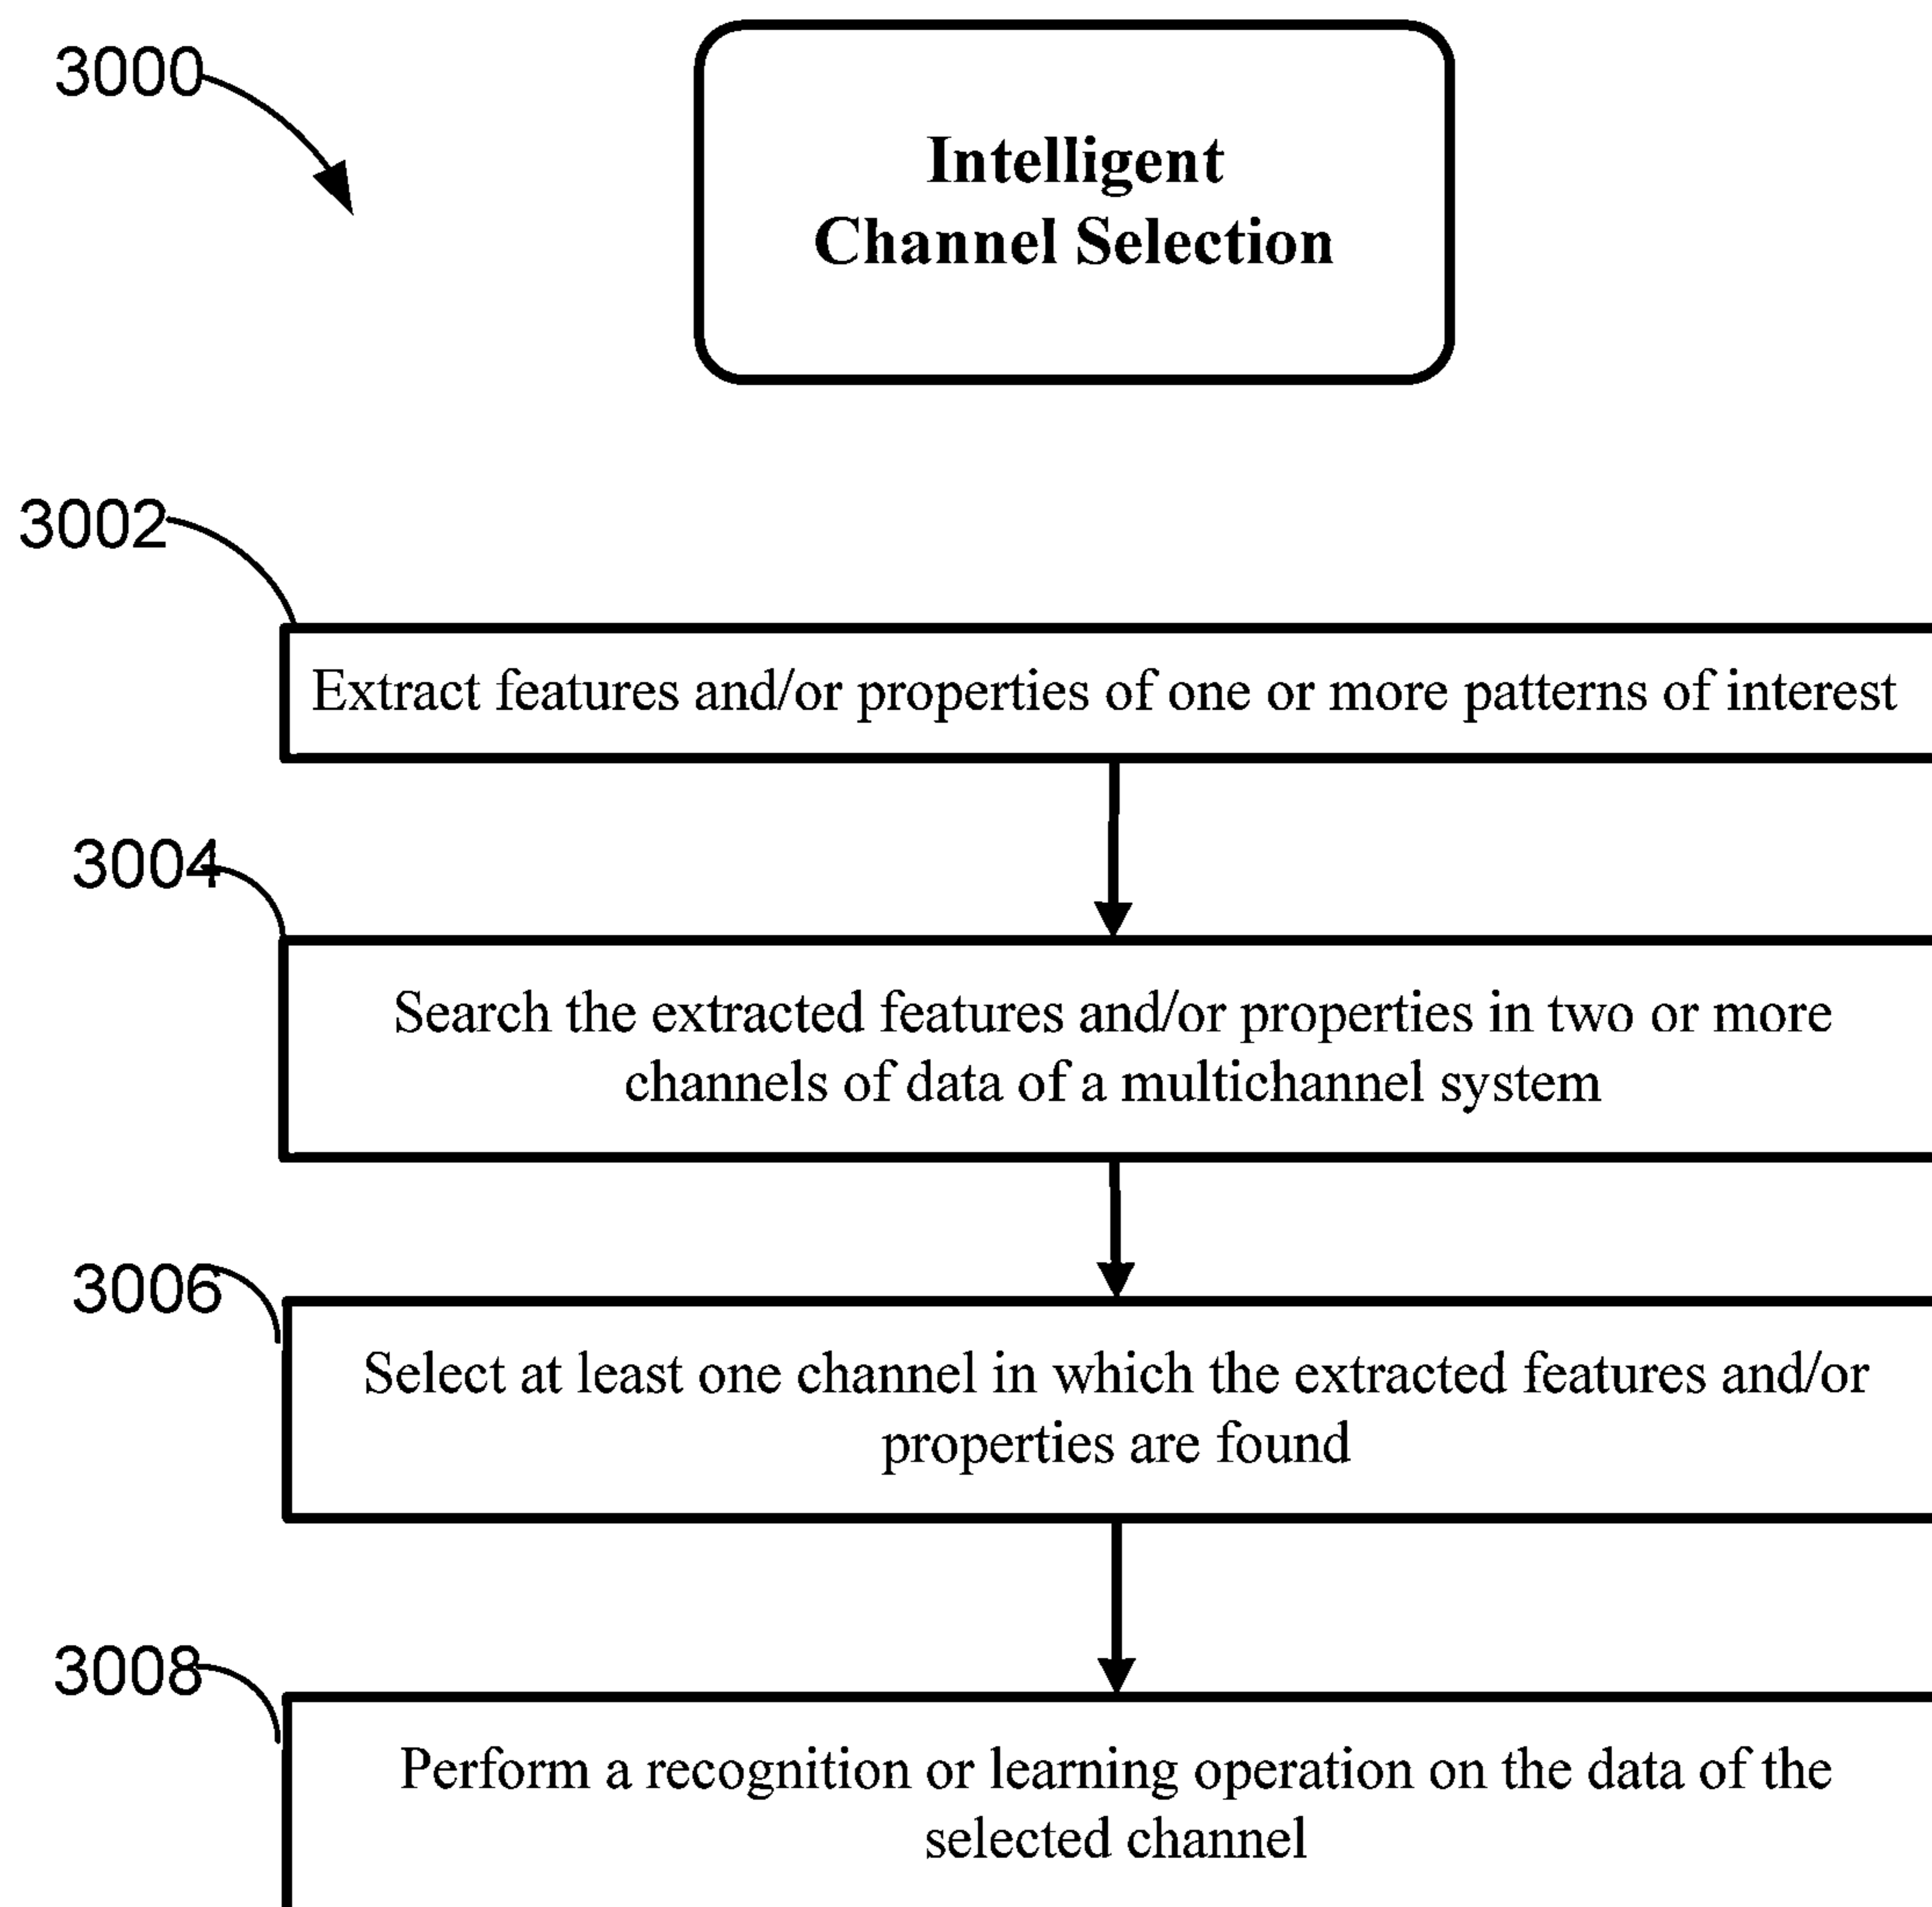 3000
Intelligent
Channel Selection
3002
Extract features and/or properties of one or more patterns of interest
3004
Search the extracted features and/or properties in two or more
channels of data of a multichannel system
3006
Select at least one channel in which the extracted features and/or
properties are found
3008
Perform a recognition or learning operation on the data of the
selected channel